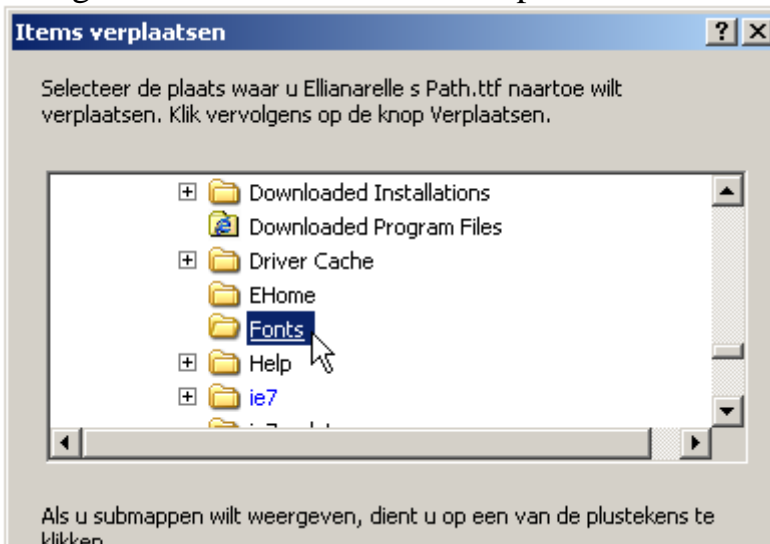 Items verplaatsen
Selecteer de plaats waar u Ellianarelle s Path.ttf naartoe wilt
verplaatsen. Klik vervolgens op de knop Verplaatsen.
Downloaded Installations
Downloaded Program Files
Driver Cache
EHome
Fonts
Help
ie7
Als u submappen wilt weergeven, dient u op een van de plustekens te
klikken.